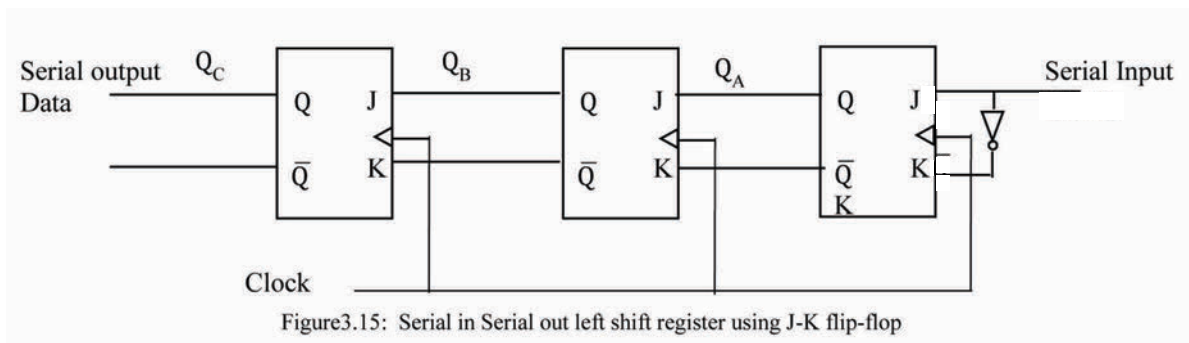 Serial output
Data
Q_C
Q_B
Q_A
Serial Input
Q J
Q̅ K
Q J
Q̅ K
Q J
Q̅ K
K
Clock
Figure3.15: Serial in Serial out left shift register using J-K flip-flop